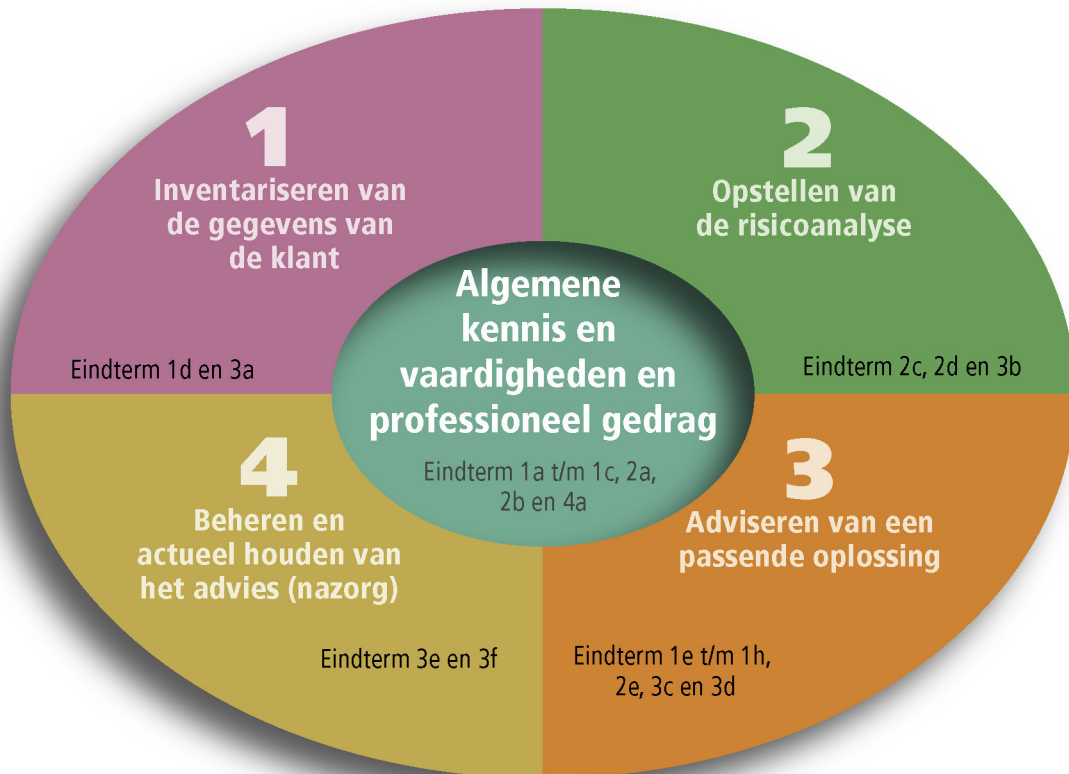 1
Inventariseren van
de gegevens van
de klant
Eindterm 1d en 3a
2
Opstellen van
de risicoanalyse
Eindterm 2c, 2d en 3b
Algemene
kennis en
vaardigheden en
professioneel gedrag
Eindterm 1a t/m 1c, 2a,
2b en 4a
3
Adviseren van een
passende oplossing
Eindterm 1e t/m 1h,
2e, 3c en 3d
4
Beheren en
actueel houden van
het advies (nazorg)
Eindterm 3e en 3f